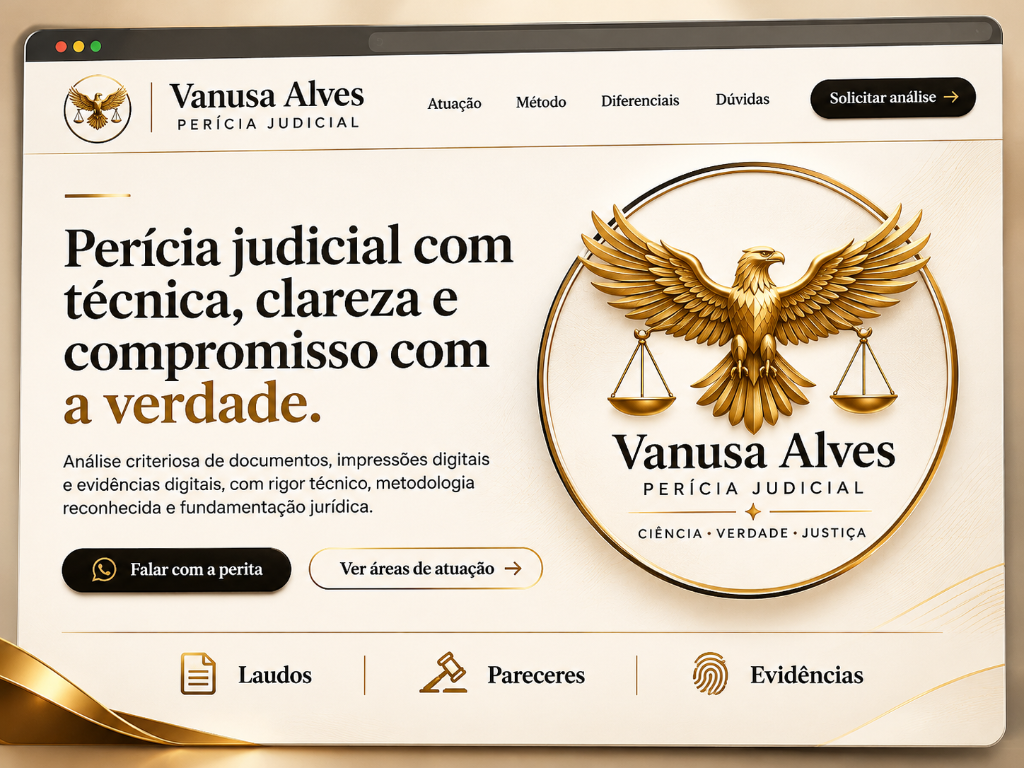 Vanusa Alves
PERÍCIA JUDICIAL
Atuação
Método
Diferenciais
Dúvidas
Solicitar análise
Perícia judicial com
técnica, clareza e
compromisso com
a verdade.
Análise criteriosa de documentos, impressões digitais
e evidências digitais, com rigor técnico, metodologia
reconhecida e fundamentação jurídica.
Falar com a perita
Ver áreas de atuação
Vanusa Alves
PERÍCIA JUDICIAL
CIÊNCIA • VERDADE • JUSTIÇA
Laudos
Pareceres
Evidências